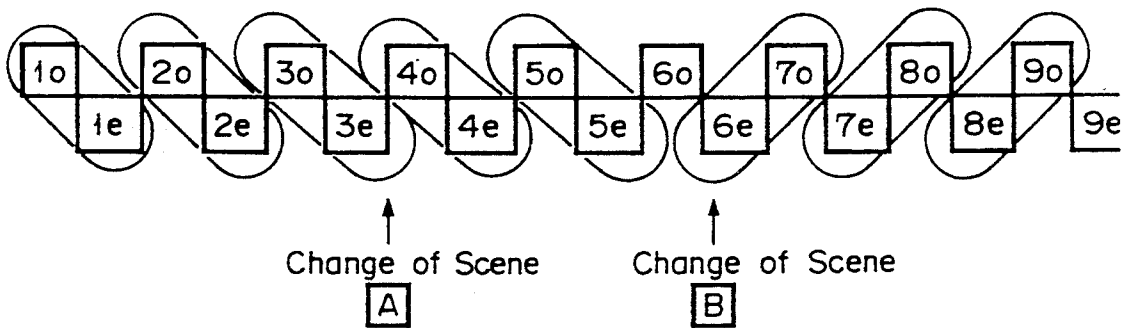 1o 2o 3o 4o 5o 6o 7o 8o 9o
1e 2e 3e 4e 5e 6e 7e 8e 9e
Change of Scene Change of Scene
A B